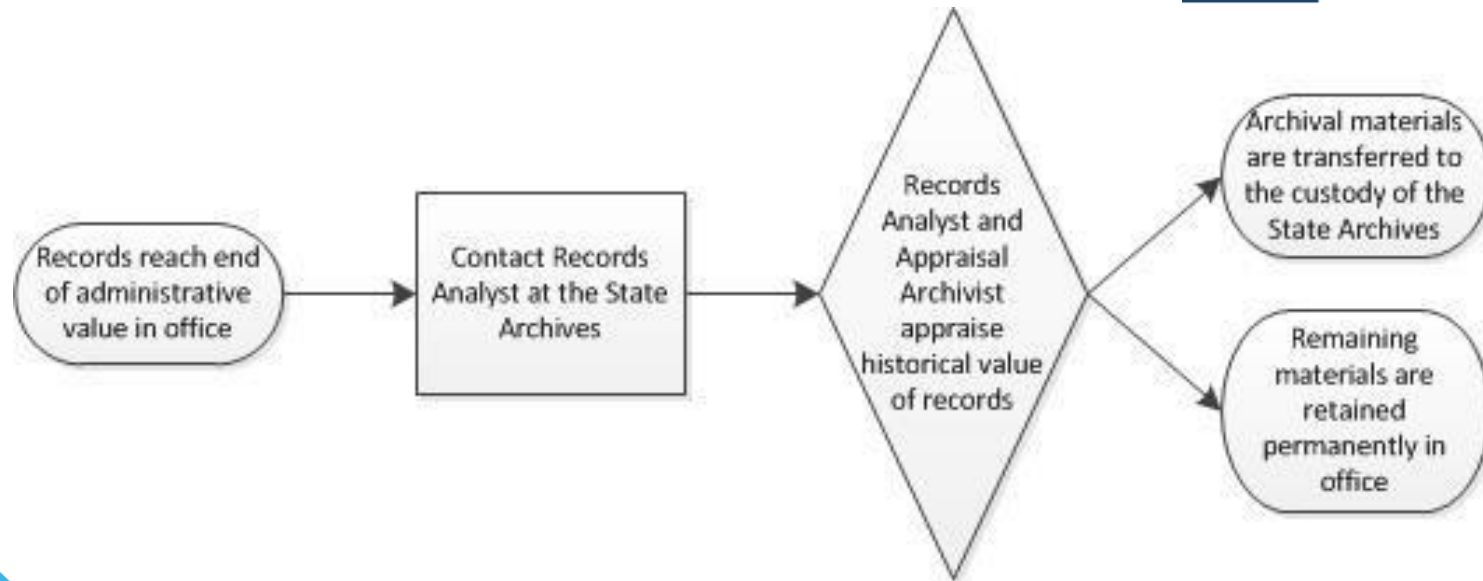 Records reach end
of administrative
value in office
Contact Records
Analyst at the State
Archives
Records
Analyst and
Appraisal
Archivist
appraise
historical value
of records
Archival materials
are transferred to
the custody of the
State Archives
Remaining
materials are
retained
permanently in
office